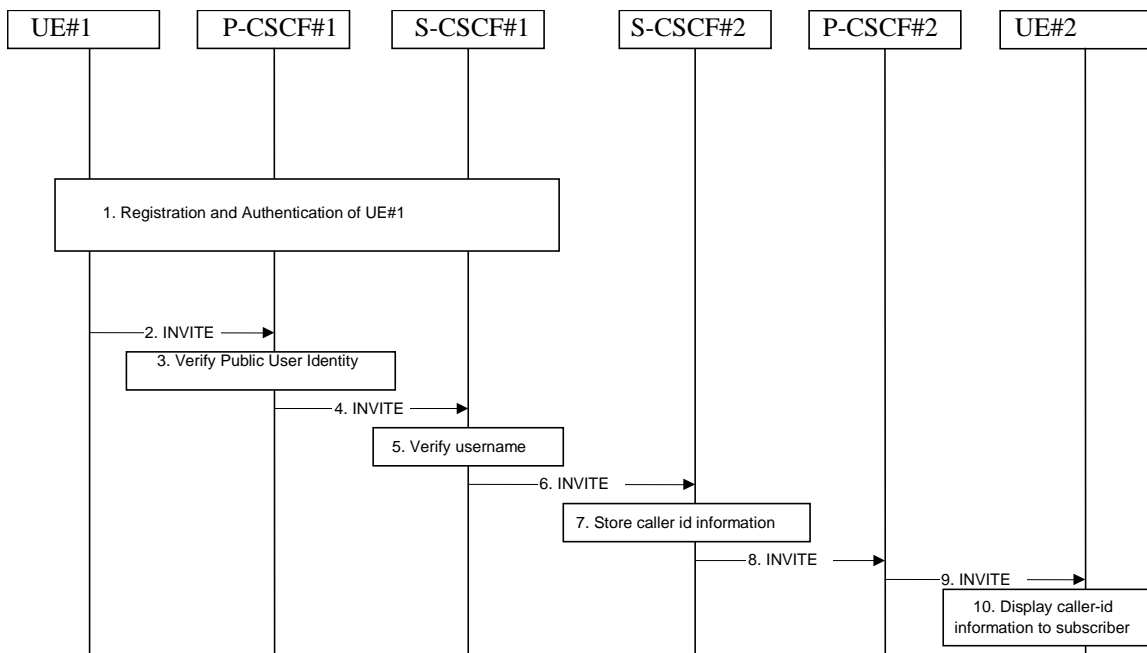 UE#1
P-CSCF#1
S-CSCF#1
S-CSCF#2
P-CSCF#2
UE#2
1. Registration and Authentication of UE#1
2. INVITE
3. Verify Public User Identity
4. INVITE
5. Verify username
6. INVITE
7. Store caller id information
8. INVITE
9. INVITE
10. Display caller-id
information to subscriber